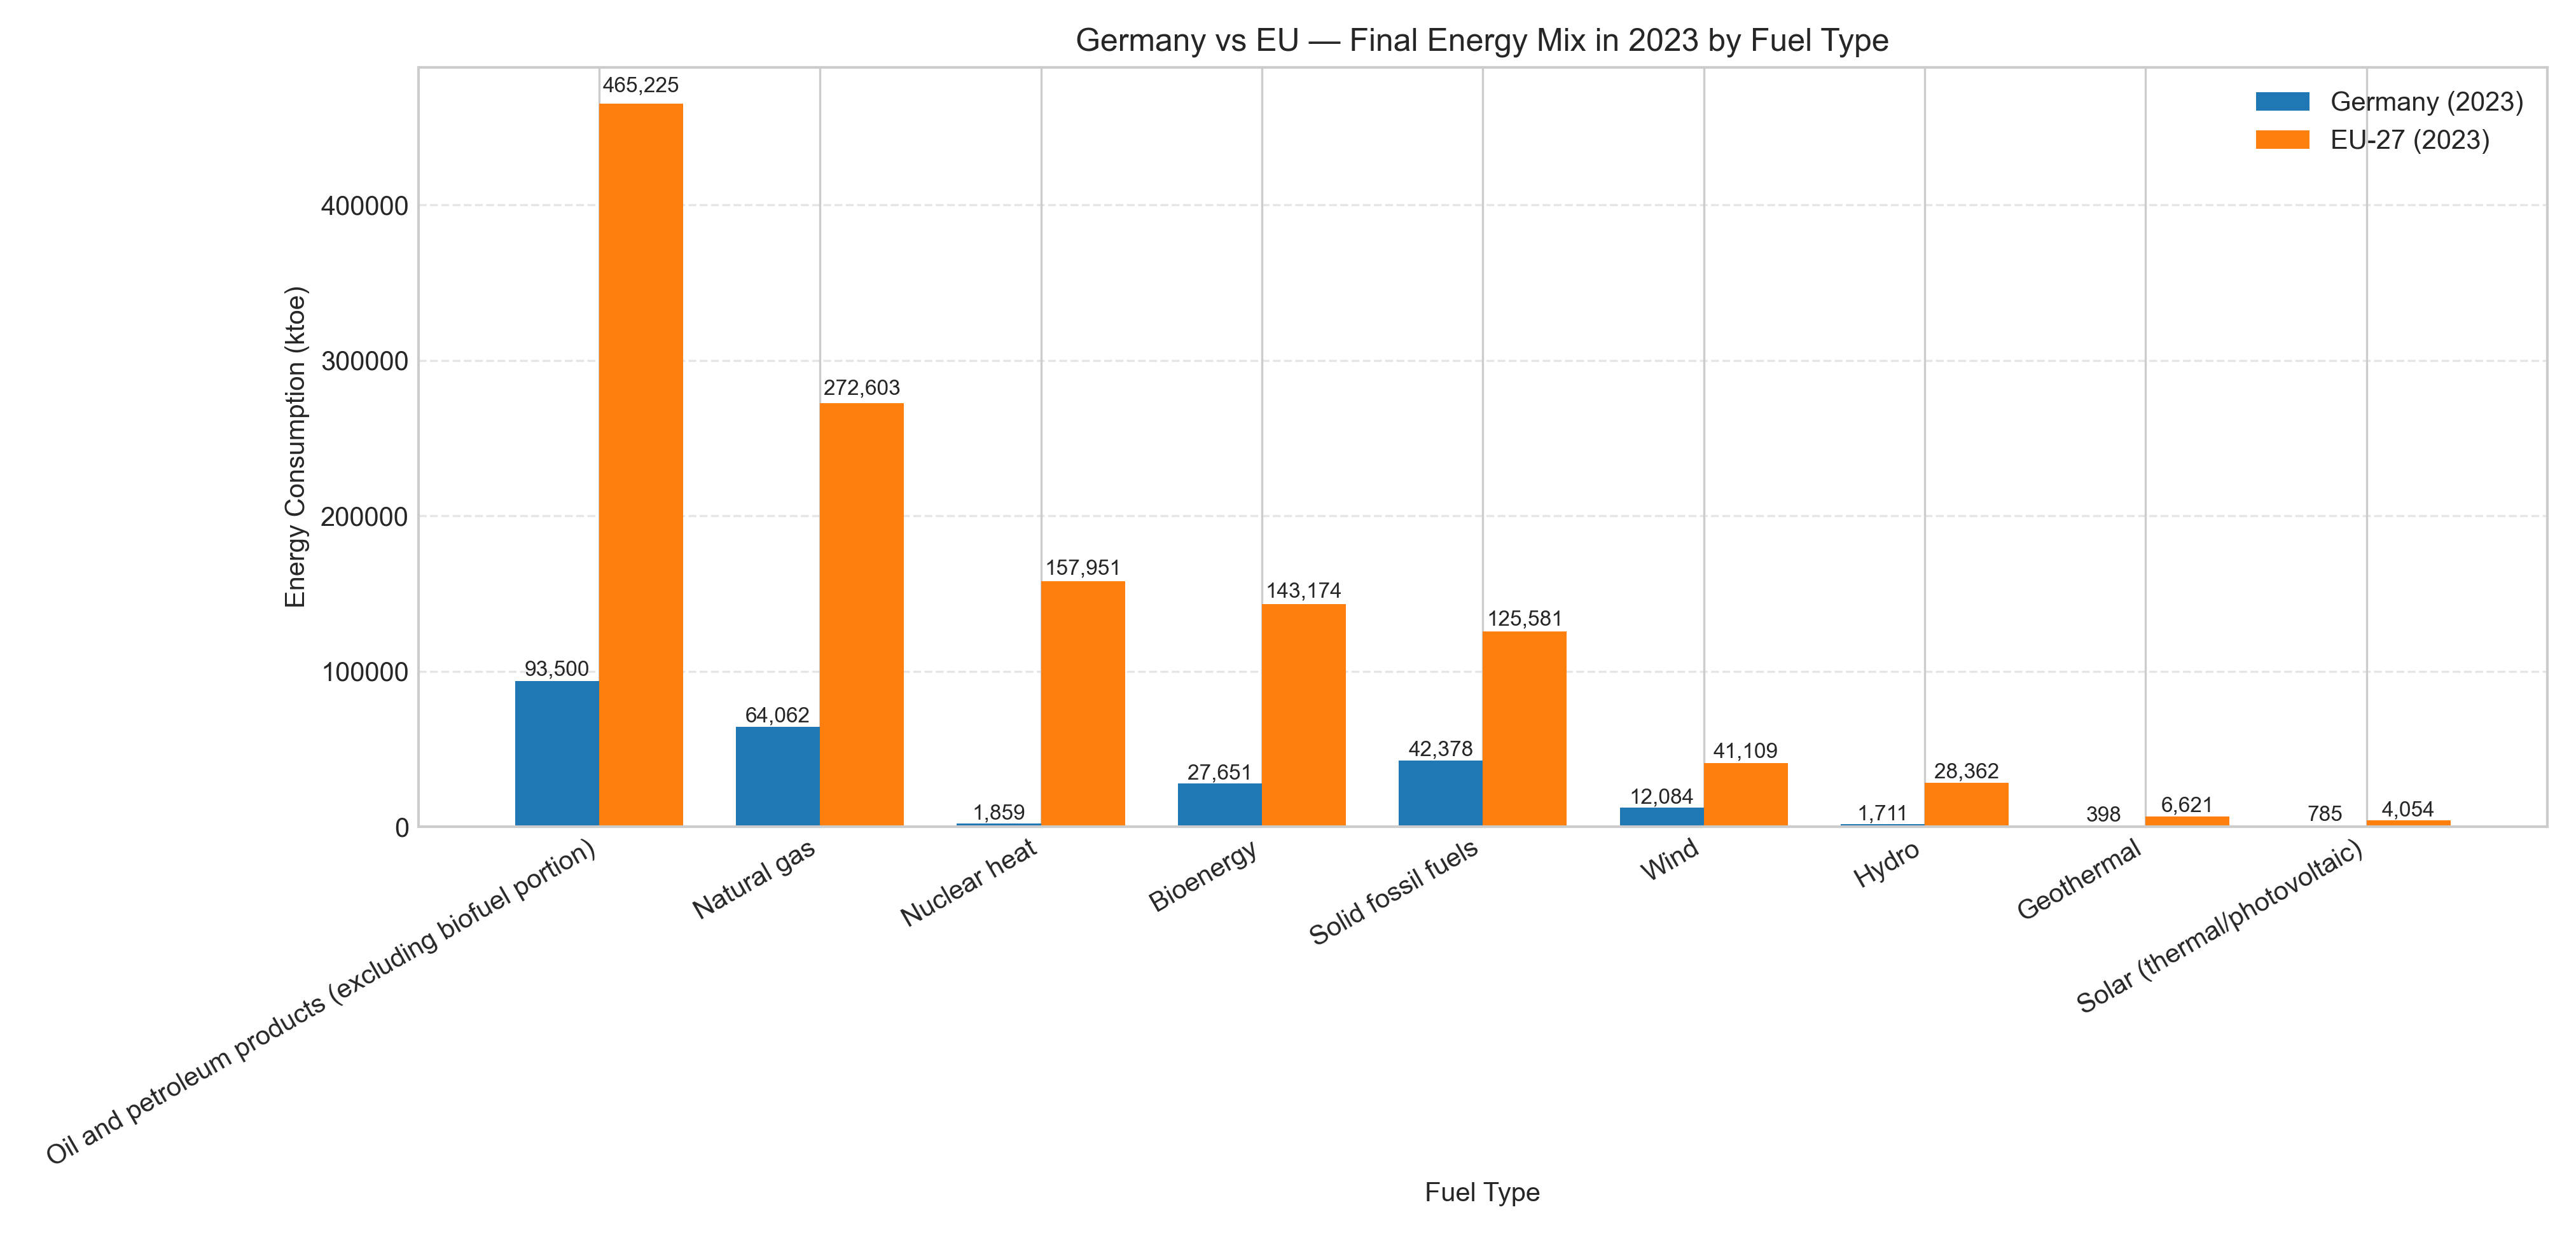 Germany vs EU — Final Energy Mix in 2023 by Fuel Type
Germany (2023)
EU-27 (2023)
Energy Consumption (ktoe)
400000
300000
200000
100000
0
93,500
465,225
64,062
272,603
1,859
157,951
27,651
143,174
42,378
125,581
12,084
41,109
1,711
28,362
398
6,621
785
4,054
Oil and petroleum products (excluding biofuel portion)
Natural gas
Nuclear heat
Bioenergy
Solid fossil fuels
Wind
Hydro
Geothermal
Solar (thermal/photovoltaic)
Fuel Type